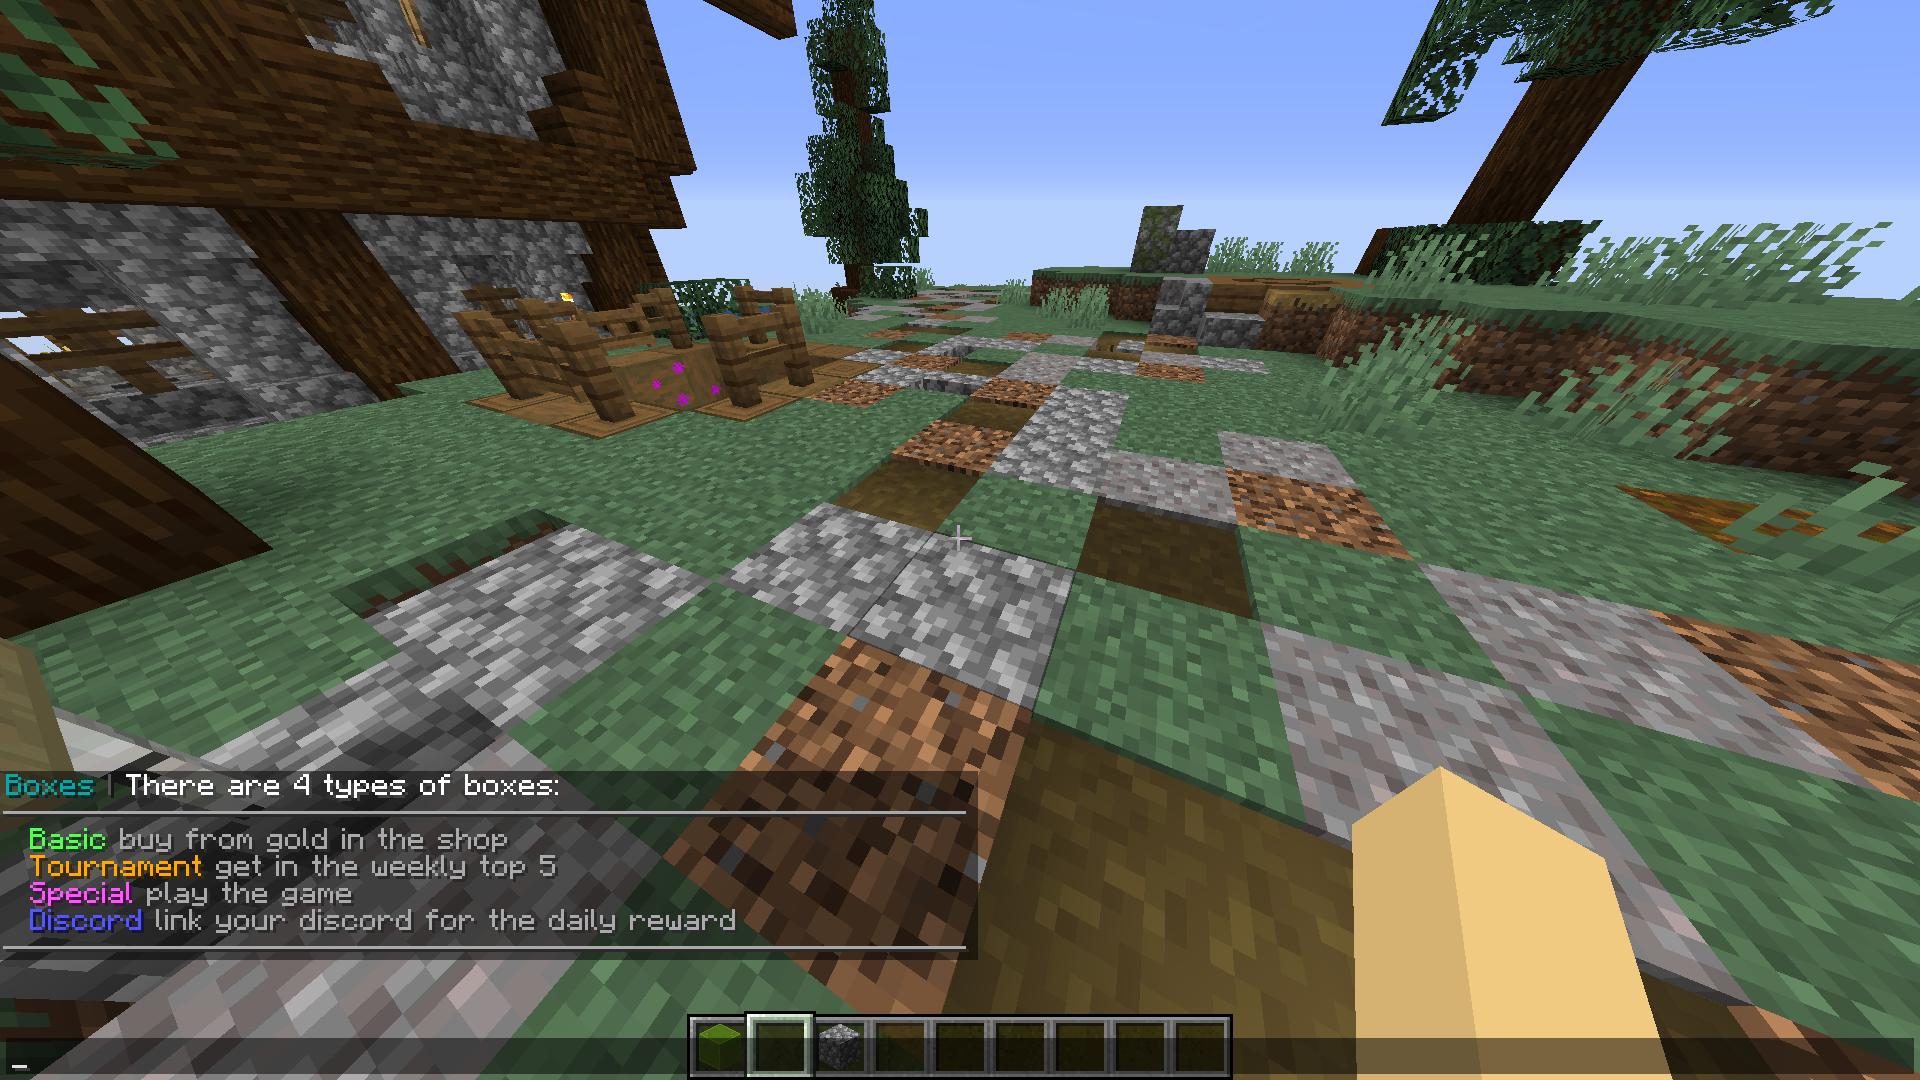 Boxes | There are 4 types of boxes:
Basic buy from gold in the shop
Tournament get in the weekly top 5
Special play the game
Discord link your discord for the daily reward
_